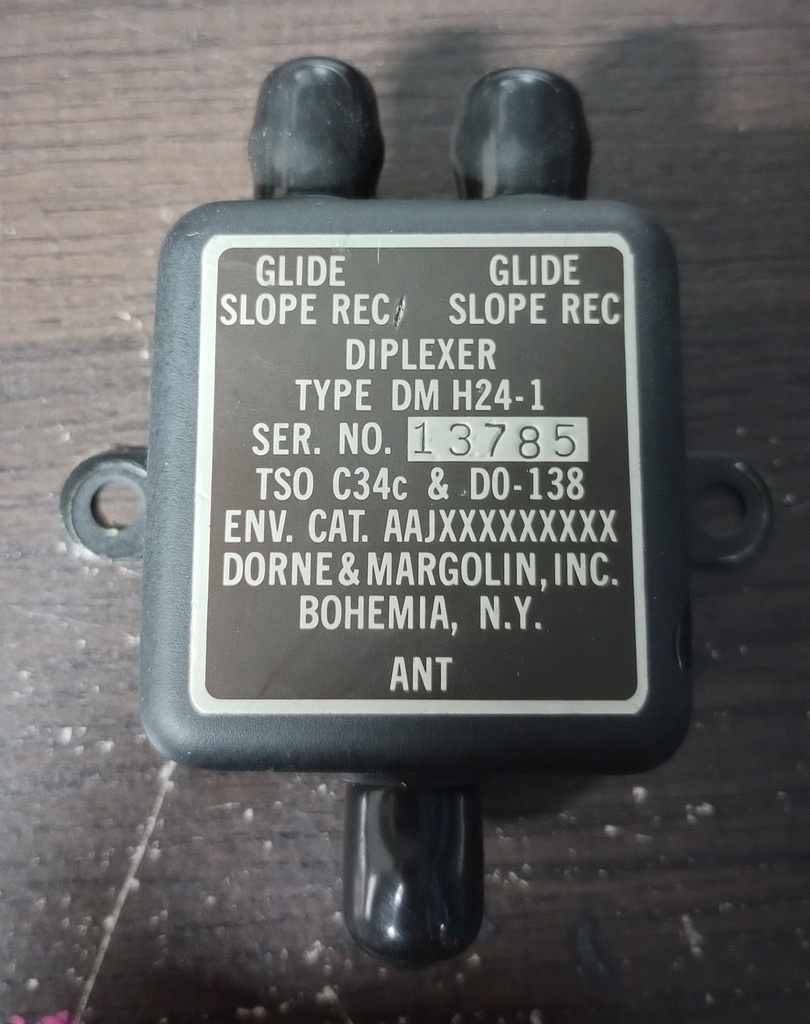 GLIDE GLIDE
SLOPE REC SLOPE REC
DIPLEXER
TYPE DM H24-1
SER. NO. 13785
TSO C34c & DO-138
ENV. CAT. AAJXXXXXXXXX
DORNE & MARGOLIN, INC.
BOHEMIA, N.Y.
ANT